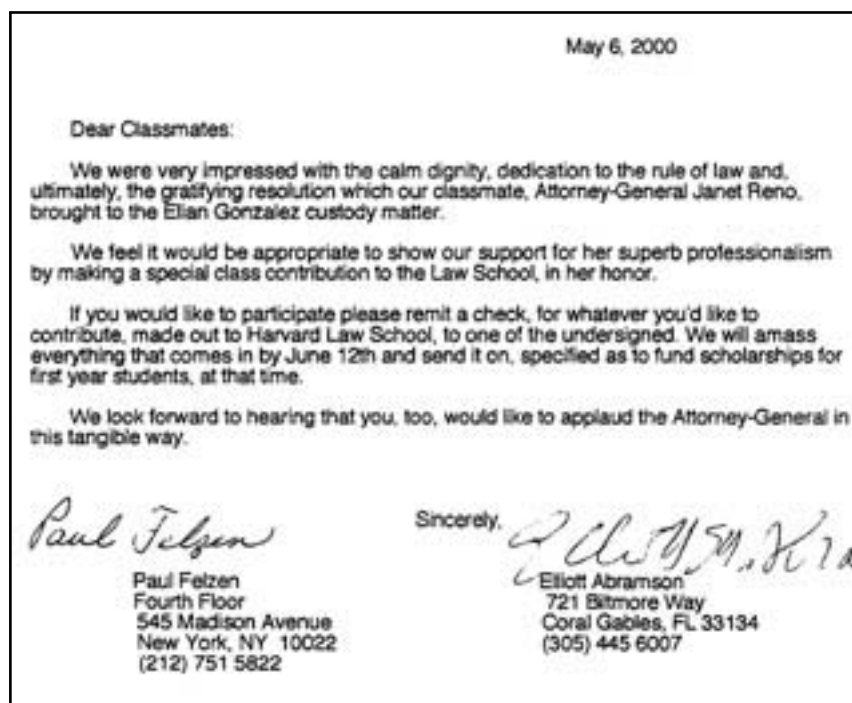 May 6, 2000
Dear Classmates:
We were very impressed with the calm dignity, dedication to the rule of law and,
ultimately, the gratifying resolution which our classmate, Attorney-General Janet Reno,
brought to the Elian Gonzalez custody matter.
We feel it would be appropriate to show our support for her superb professionalism
by making a special class contribution to the Law School, in her honor.
If you would like to participate please remit a check, for whatever you'd like to
contribute, made out to Harvard Law School, to one of the undersigned. We will amass
everything that comes in by June 12th and send it on, specified as to fund scholarships for
first year students, at that time.
We look forward to hearing that you, too, would like to applaud the Attorney-General in
this tangible way.
Sincerely,
Paul Felzen
Paul Felzen
Fourth Floor
545 Madison Avenue
New York, NY 10022
(212) 751 5822
Elliott Abramson
721 Biltmore Way
Coral Gables, FL 33134
(305) 445 6007